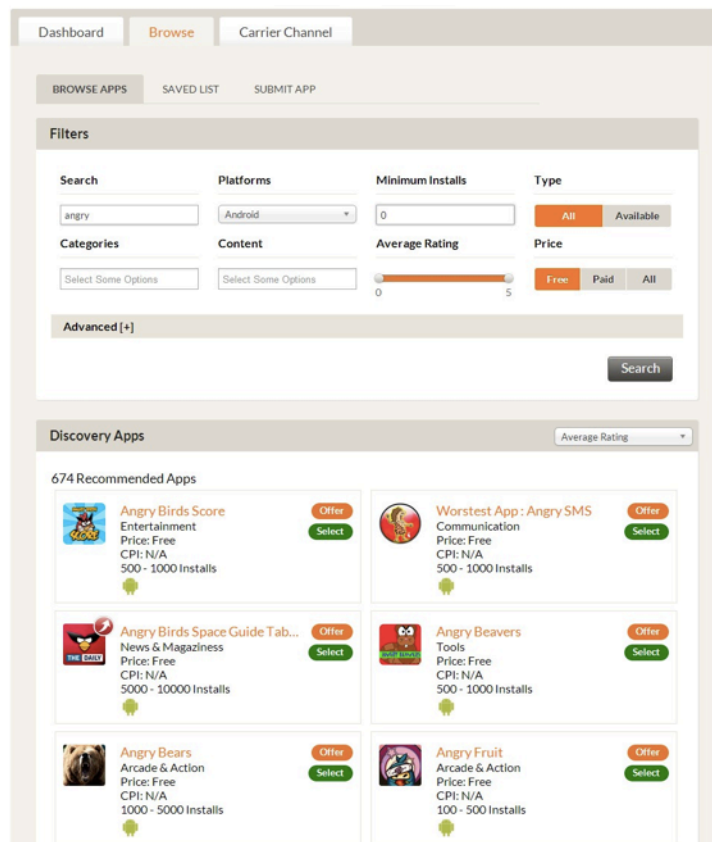 Dashboard Browse Carrier Channel
BROWSE APPS SAVED LIST SUBMIT APP
Filters
Search Platforms Minimum Installs Type
angry Android 0 All Available
Categories Content Average Rating Price
Select Some Options Select Some Options Free Paid All
0 5
Advanced [+]
Search
Discovery Apps Average Rating
674 Recommended Apps
Angry Birds Score Offer
Entertainment Select
Price: Free
CPI: N/A
500 - 1000 Installs
Worstest App : Angry SMS Offer
Communication Select
Price: Free
CPI: N/A
500 - 1000 Installs
Angry Birds Space Guide Tab... Offer
News & Magaziness Select
Price: Free
CPI: N/A
5000 - 10000 Installs
THE DAILY
Angry Beavers Offer
Tools Select
Price: Free
CPI: N/A
500 - 1000 Installs
Angry Bears Offer
Arcade & Action Select
Price: Free
CPI: N/A
1000 - 5000 Installs
Angry Fruit Offer
Arcade & Action Select
Price: Free
CPI: N/A
100 - 500 Installs